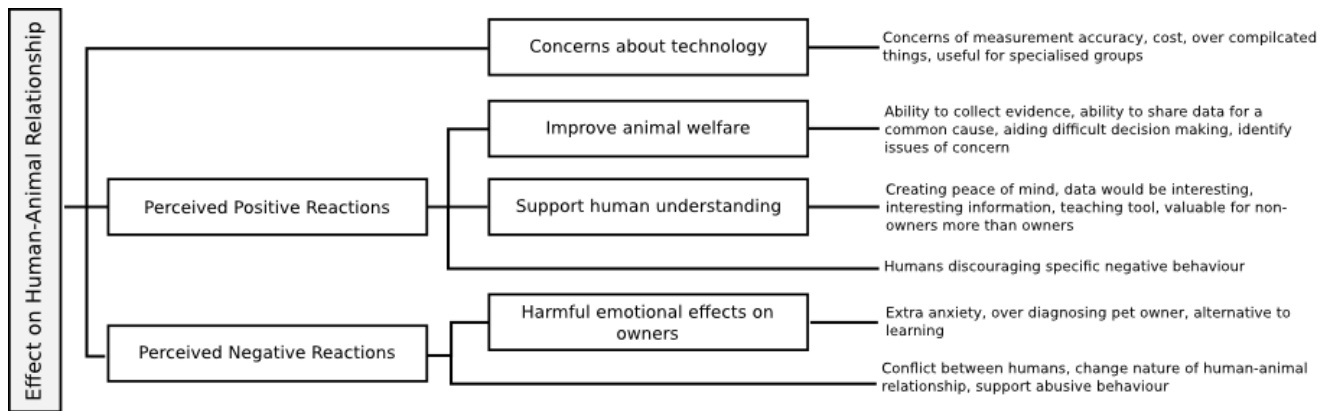 Effect on Human-Animal Relationship
Concerns about technology
Concerns of measurement accuracy, cost, over compilcated
things, useful for specialised groups
Perceived Positive Reactions
Improve animal welfare
Ability to collect evidence, ability to share data for a
common cause, aiding difficult decision making, identify
issues of concern
Support human understanding
Creating peace of mind, data would be interesting,
interesting information, teaching tool, valuable for non-
owners more than owners
Humans discouraging specific negative behaviour
Perceived Negative Reactions
Harmful emotional effects on
owners
Extra anxiety, over diagnosing pet owner, alternative to
learning
Conflict between humans, change nature of human-animal
relationship, support abusive behaviour